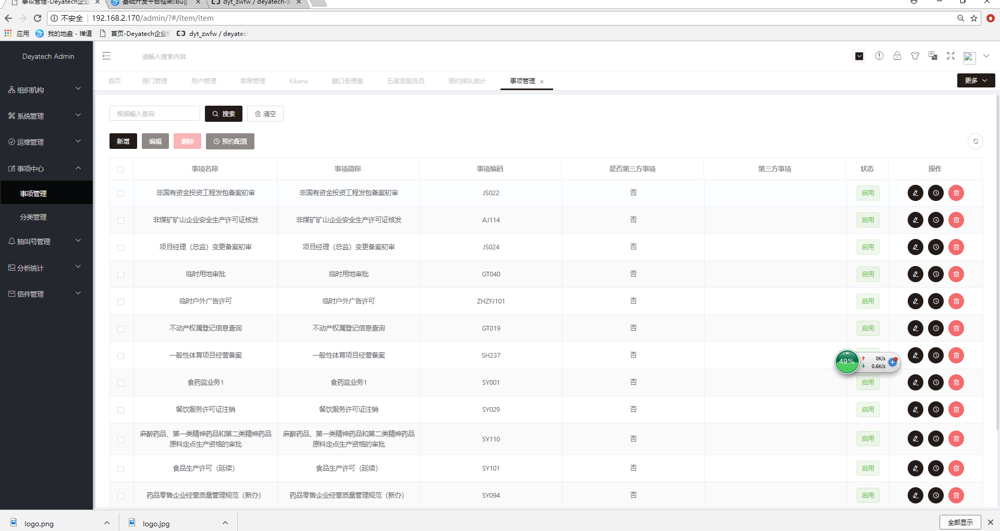 事项管理-Deyatech企业
基础开发平台框架::Bug
dyt_zwfw / deyatech-z
不安全 192.168.2.170/admin/?#/item/item
应用 我的地盘 - 禅道 首页-Deyatech企业 dyt_zwfw / deyatec
Deyatech Admin
请输入搜索内容
首页 部门管理 用户管理 菜单管理 Kibana 窗口受理量 五星级服务员 预约排队统计 事项管理 更多
组织机构
系统管理
运维管理
事项中心
事项管理
分类管理
抽叫号管理
分析统计
信件管理
根据输入查询 搜索 清空
新增 编辑 删除 预约配置
事项名称 事项简称 事项编码 是否第三方事项 第三方事项 状态 操作
非国有资金投资工程发包备案初审 非国有资金投资工程发包备案初审 JS022 否 启用
非煤矿矿山企业安全生产许可证核发 非煤矿矿山企业安全生产许可证核发 AJ114 否 启用
项目经理（总监）变更备案初审 项目经理（总监）变更备案初审 JS024 否 启用
临时用地审批 临时用地审批 GT040 否 启用
临时户外广告许可 临时户外广告许可 ZHZFJ101 否 启用
不动产权属登记信息查询 不动产权属登记信息查询 GT019 否 启用
一般性体育项目经营备案 一般性体育项目经营备案 SH237 否
49% 0K/s
0.6K/s
食药监业务1 食药监业务1 SY001 否 启用
餐饮服务许可证注销 餐饮服务许可证注销 SY029 否 启用
麻醉药品、第一类精神药品和第二类精神药品 麻醉药品、第一类精神药品和第二类精神药品
原料定点生产资格的审批 原料定点生产资格的审批 SY110 否 启用
食品生产许可（延续） 食品生产许可（延续） SY101 否 启用
药品零售企业经营质量管理规范（新办） 药品零售企业经营质量管理规范（新办） SY094 否 启用
logo.png logo.jpg 全部显示